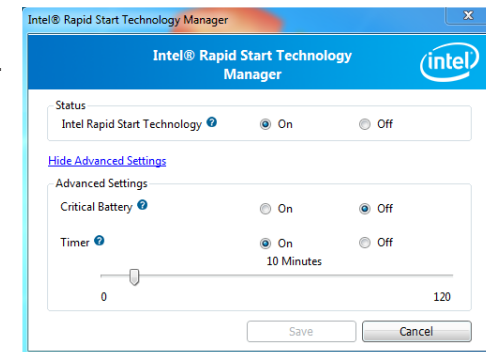 Intel® Rapid Start Technology Manager
x
Intel® Rapid Start Technology
Manager
intel
Status
Intel Rapid Start Technology ? On Off
Hide Advanced Settings
Advanced Settings
Critical Battery ? On Off
Timer ? On Off
10 Minutes
0 120
Save Cancel